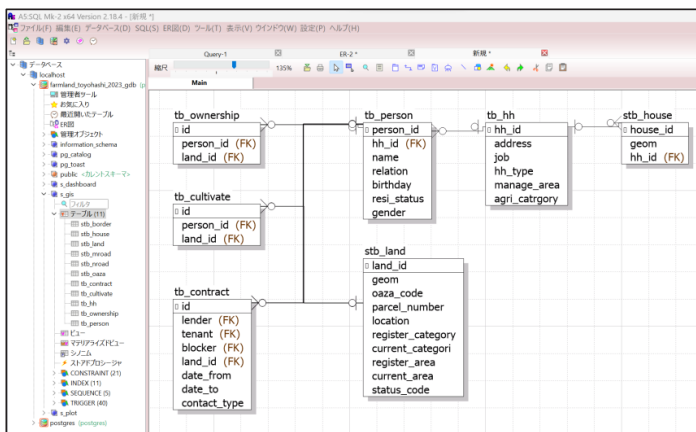 A5:SQL Mk-2 x64 Version 2.18.4 - [新規 *]
ファイル(F) 編集(E) データベース(D) SQL(S) ER図(D) ツール(T) 表示(V) ウインドウ(W) 設定(P) ヘルプ(H)
Query-1
ER-2 *
新規 *
縮尺
135%
Main
データベース
localhost
farmland_toyohashi_2023_gdb
管理者ツール
お気に入り
最近開いたテーブル
ER図
管理オブジェクト
information_schema
pg_catalog
pg_toast
public <カレントスキーマ>
s_dashboard
s_gis
フィルタ
テーブル (11)
stb_border
stb_house
stb_land
stb_mroad
stb_nroad
stb_oaza
tb_contract
tb_cultivate
tb_hh
tb_ownership
tb_person
ビュー
マテリアライズドビュー
シノニム
ストアドプロシージャ
CONSTRAINT (21)
INDEX (11)
SEQUENCE (5)
TRIGGER (40)
s_plot
postgres (postgres)
tb_ownership
id
person_id (FK)
land_id (FK)
tb_cultivate
id
person_id (FK)
land_id (FK)
tb_contract
id
lender (FK)
tenant (FK)
blocker (FK)
land_id (FK)
date_from
date_to
contact_type
tb_person
person_id
hh_id (FK)
name
relation
birthday
resi_status
gender
stb_land
land_id
geom
oaza_code
parcel_number
location
register_category
current_categori
register_area
current_area
status_code
tb_hh
hh_id
address
job
hh_type
manage_area
agri_catrgory
stb_house
house_id
geom
hh_id (FK)